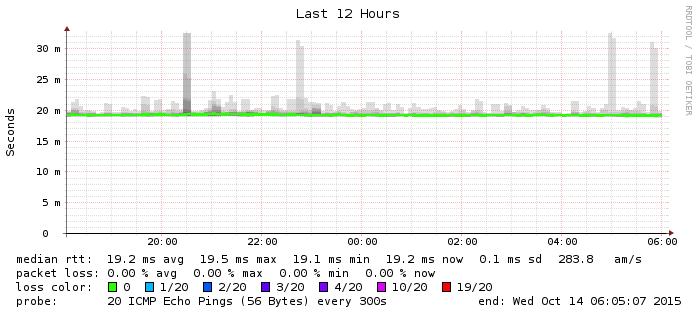 Last 12 Hours
RRDTOOL / TOBI OETIKER
Seconds
30 m
25 m
20 m
15 m
10 m
5 m
0
20:00 22:00 00:00 02:00 04:00 06:00
median rtt: 19.2 ms avg 19.5 ms max 19.1 ms min 19.2 ms now 0.1 ms sd 283.8 am/s
packet loss: 0.00 % avg 0.00 % max 0.00 % min 0.00 % now
loss color: 0 1/20 2/20 3/20 4/20 10/20 19/20
probe: 20 ICMP Echo Pings (56 Bytes) every 300s end: Wed Oct 14 06:05:07 2015